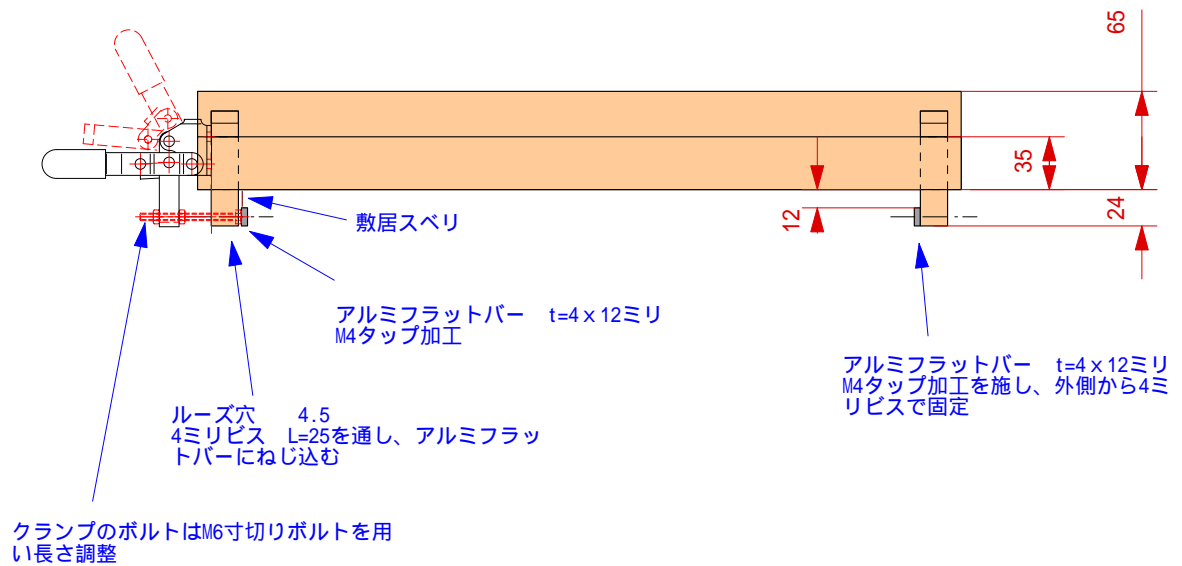 65
35
12
24
敷居スベリ
アルミフラットバー　t=4ｘ12ミリ
M4タップ加工
アルミフラットバー　t=4ｘ12ミリ
M4タップ加工を施し、外側から4ミ
リビスで固定
ルーズ穴　　4.5
4ミリビス　L=25を通し、アルミフラッ
トバーにねじ込む
クランプのボルトはM6寸切りボルトを用
い長さ調整